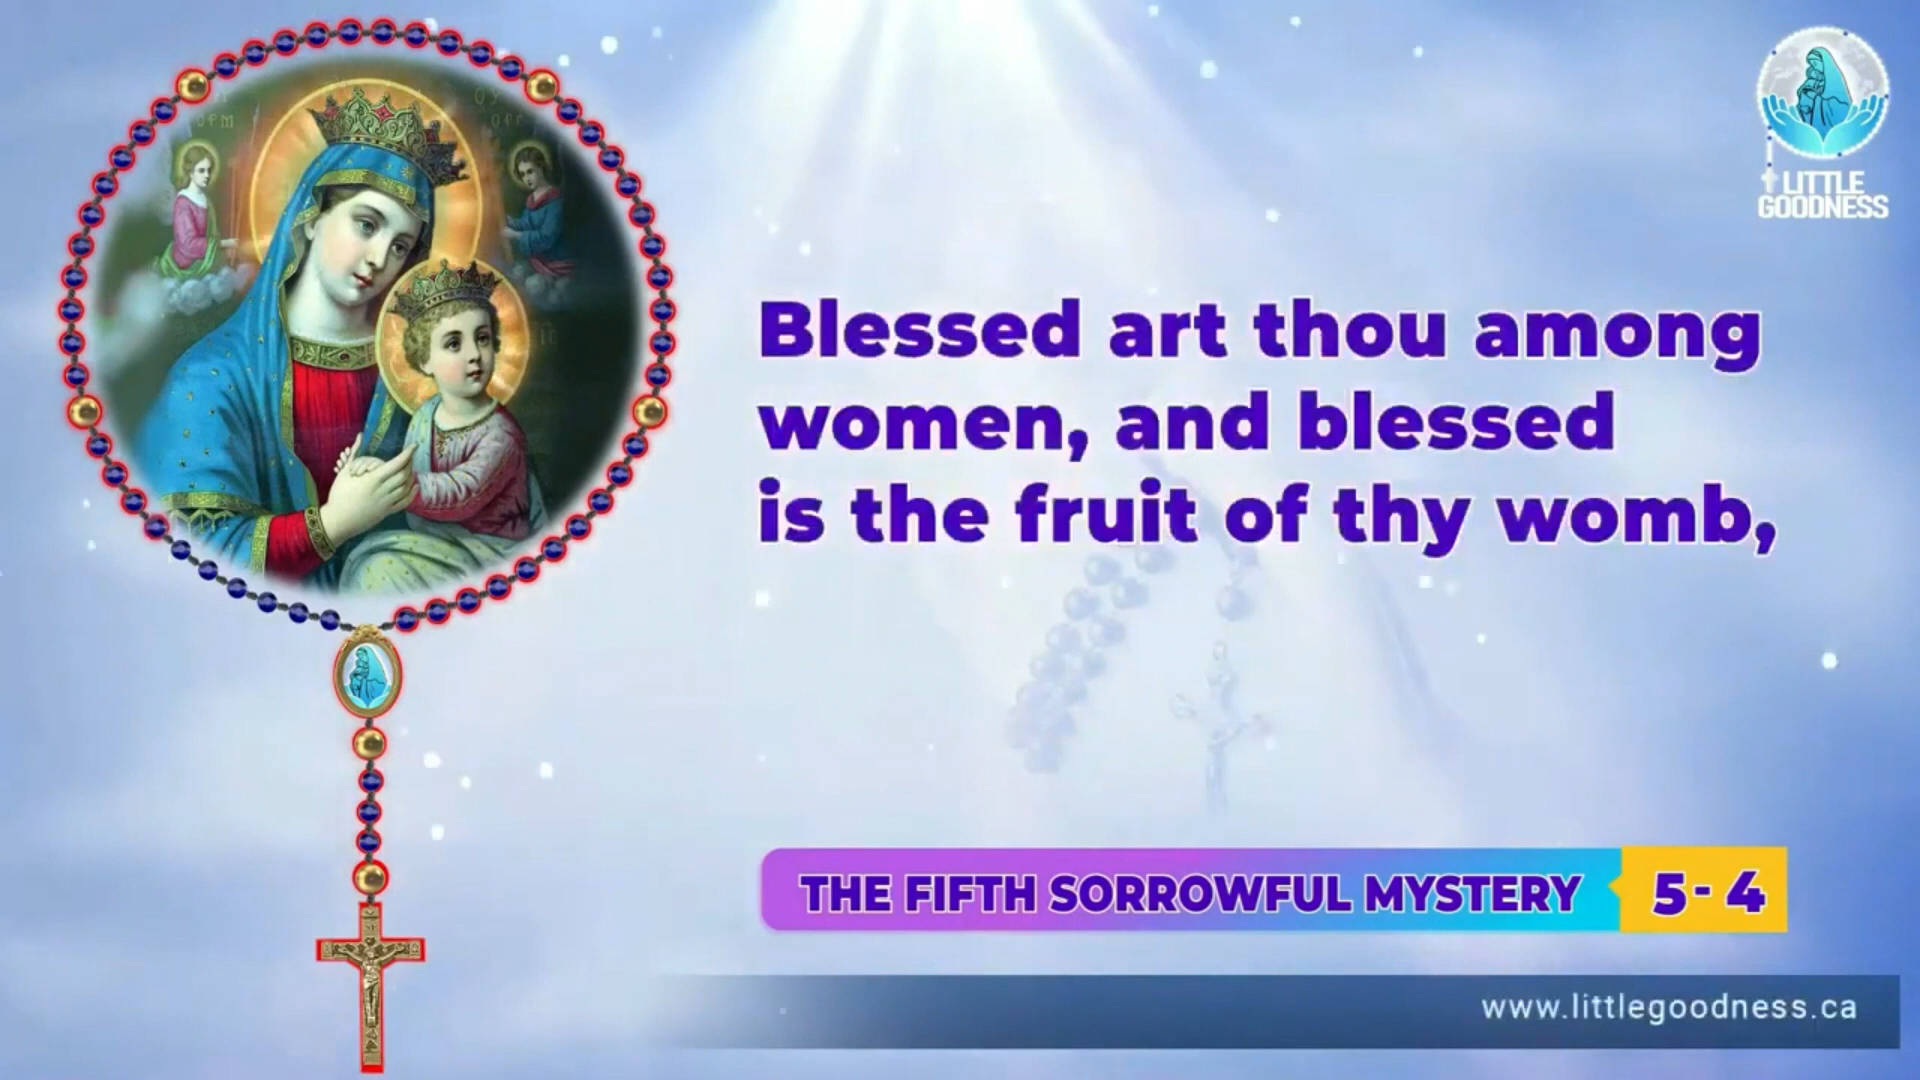 LITTLE
GOODNESS
Blessed art thou among
women, and blessed
is the fruit of thy womb,
THE FIFTH SORROWFUL MYSTERY 5 - 4
www.littlegoodness.ca